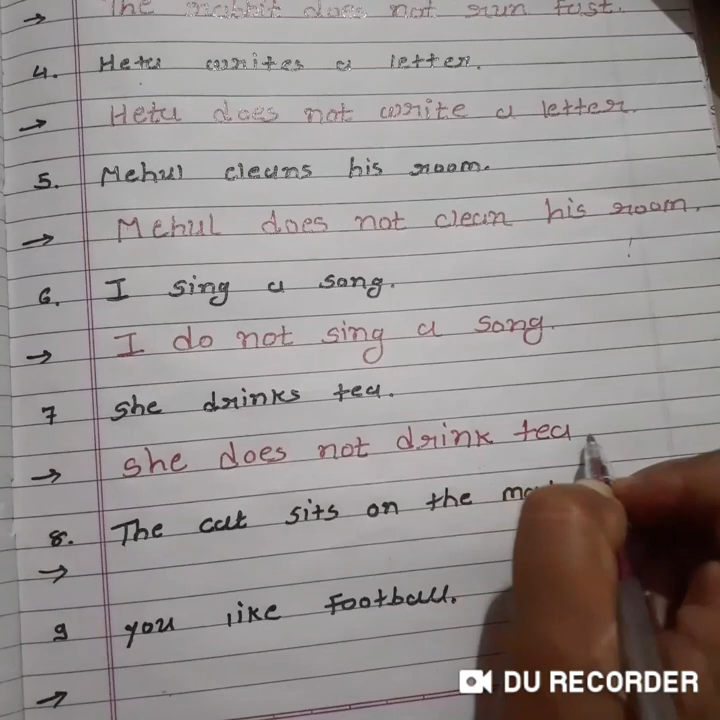 → The rabbit does not run fast.
4. Hetu writes a letter.
→ Hetu does not write a letter.
5. Mehul cleans his room.
→ Mehul does not clean his room.
6. I sing a song.
→ I do not sing a song.
7 She drinks tea.
→ She does not drink tea
8. The cat sits on the
→
9 you like Football.
→
DU RECORDER